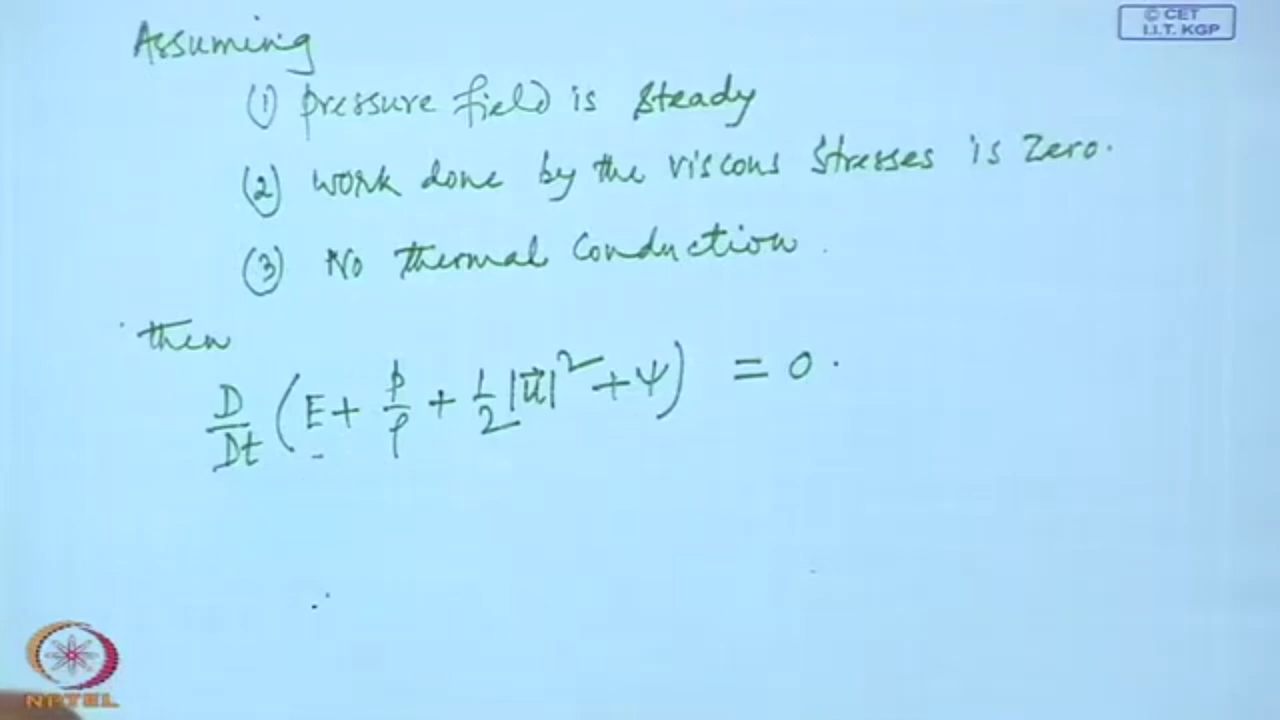 © CET
I.I.T. KGP
Assuming
(1) pressure field is steady
(2) work done by the viscous stresses is zero.
(3) No thermal conduction.
then
D/Dt (E + p/ρ + 1/2 |u⃗|² + ψ) = 0.
NPTEL